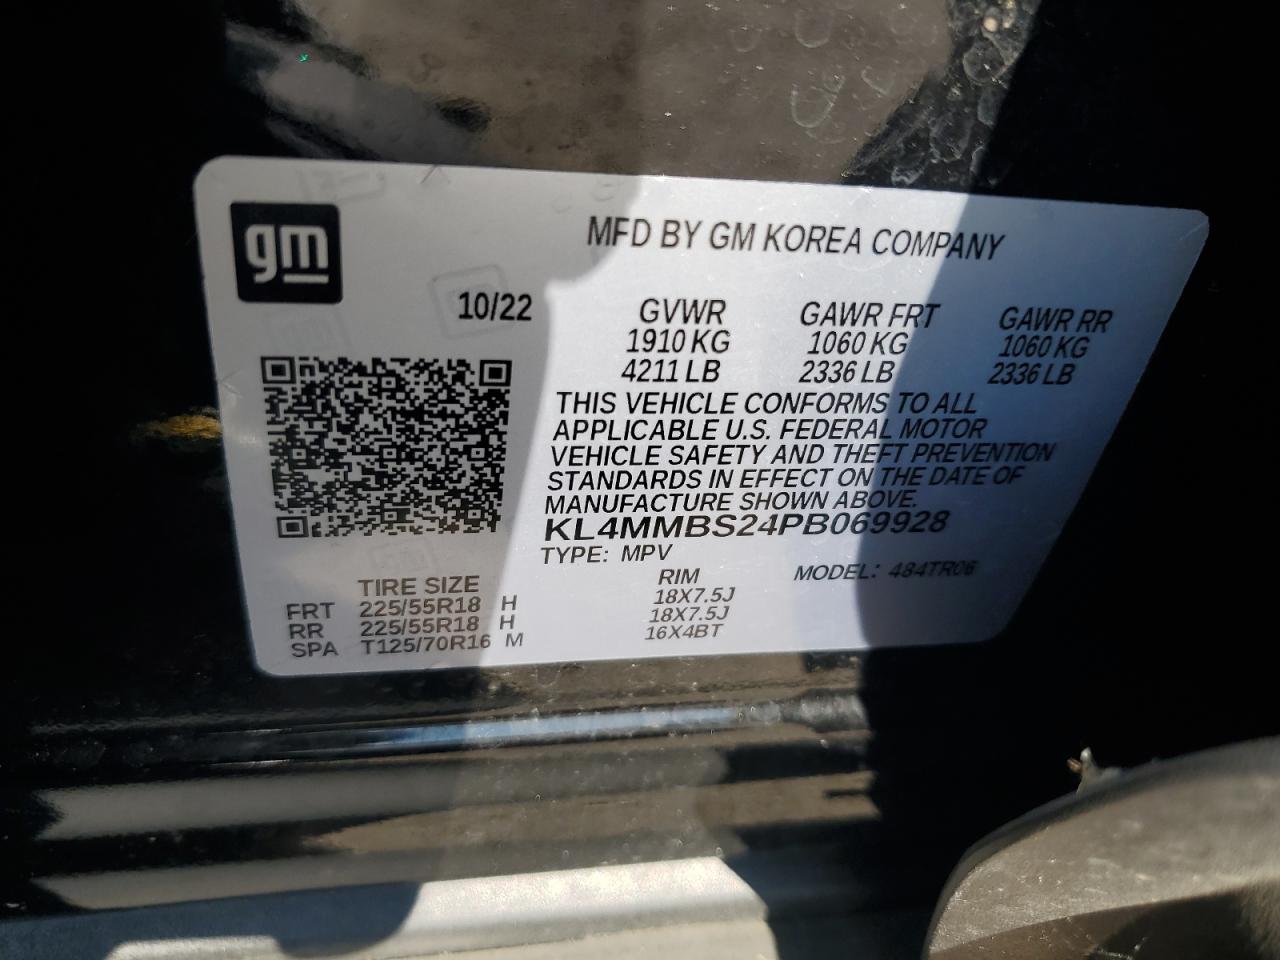 gm
MFD BY GM KOREA COMPANY
10/22
GVWR GAWR FRT GAWR RR
1910 KG 1060 KG 1060 KG
4211 LB 2336 LB 2336 LB
THIS VEHICLE CONFORMS TO ALL
APPLICABLE U.S. FEDERAL MOTOR
VEHICLE SAFETY AND THEFT PREVENTION
STANDARDS IN EFFECT ON THE DATE OF
MANUFACTURE SHOWN ABOVE.
KL4MMBS24PB069928
TYPE: MPV MODEL: 484TR06
TIRE SIZE RIM
FRT 225/55R18 H 18X7.5J
RR 225/55R18 H 18X7.5J
SPA T125/70R16 M 16X4BT